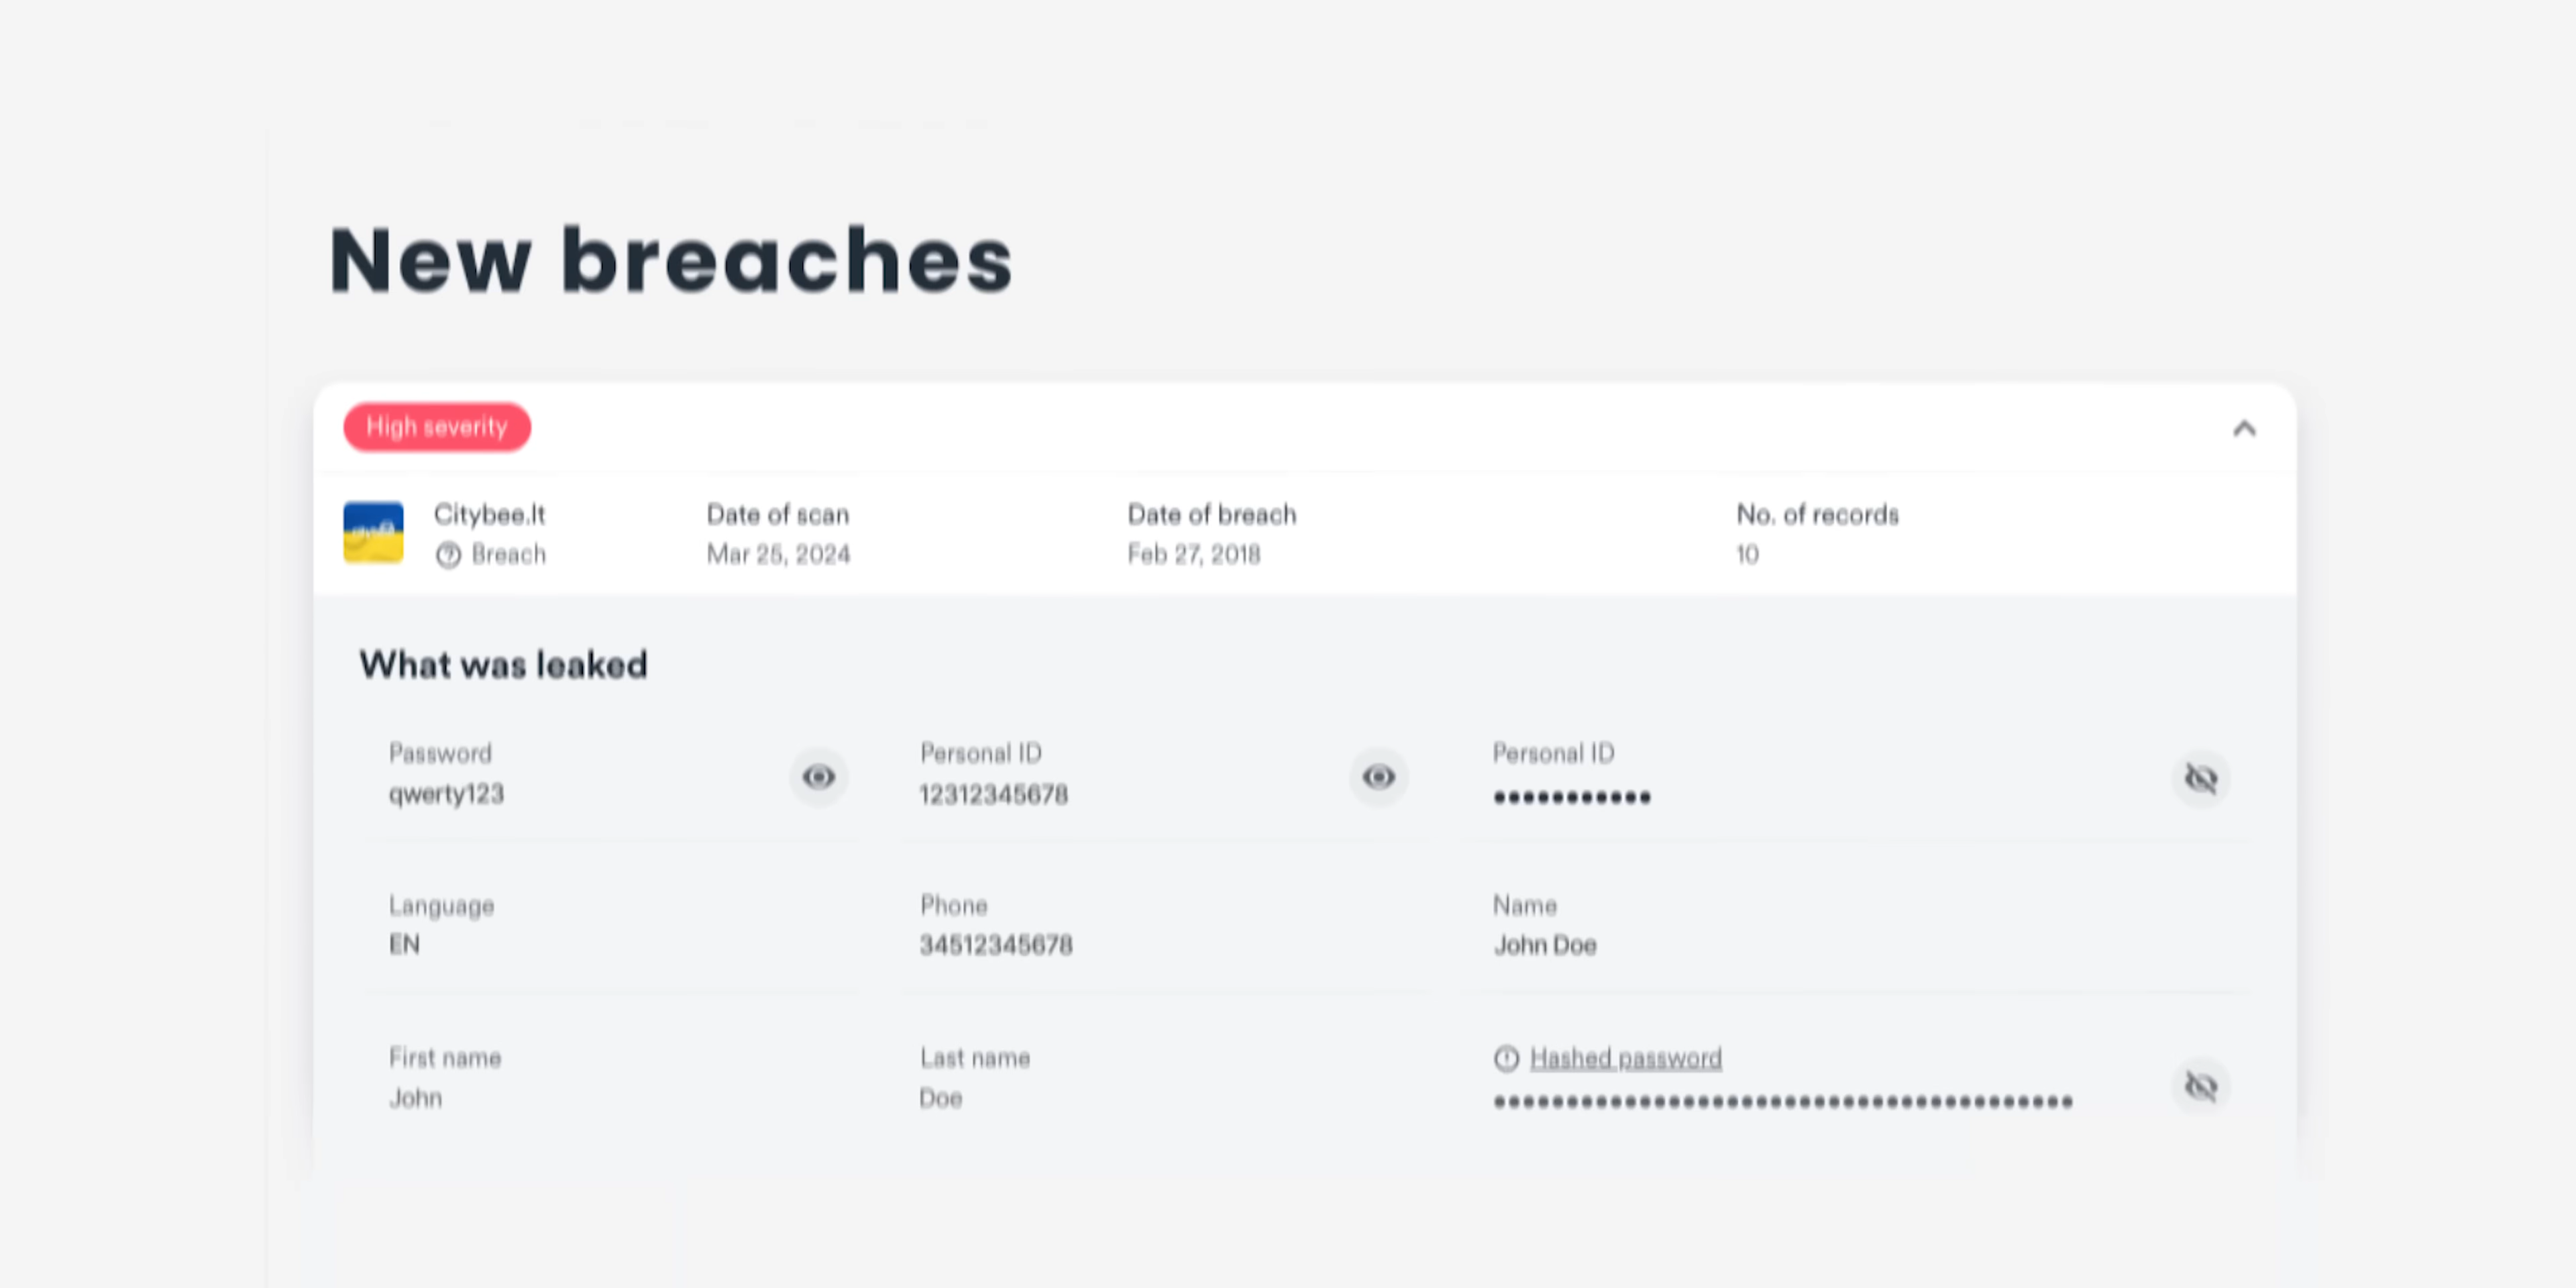 New breaches
High severity
Citybee.lt
Breach
Date of scan
Mar 25, 2024
Date of breach
Feb 27, 2018
No. of records
10
What was leaked
Password
qwerty123
Personal ID
12312345678
Personal ID
•••••••••••
Language
EN
Phone
34512345678
Name
John Doe
First name
John
Last name
Doe
Hashed password
••••••••••••••••••••••••••••••••••••••••